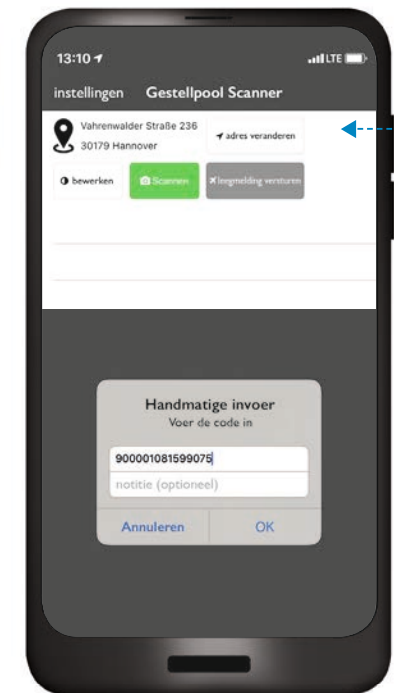 13:10 LTE
instellingen Gestellpool Scanner
Vahrenwalder Straße 236
30179 Hannover
adres veranderen
bewerken Scannen leegmelding versturen
Handmatige invoer
Voer de code in
900001081599075
notitie (optioneel)
Annuleren OK